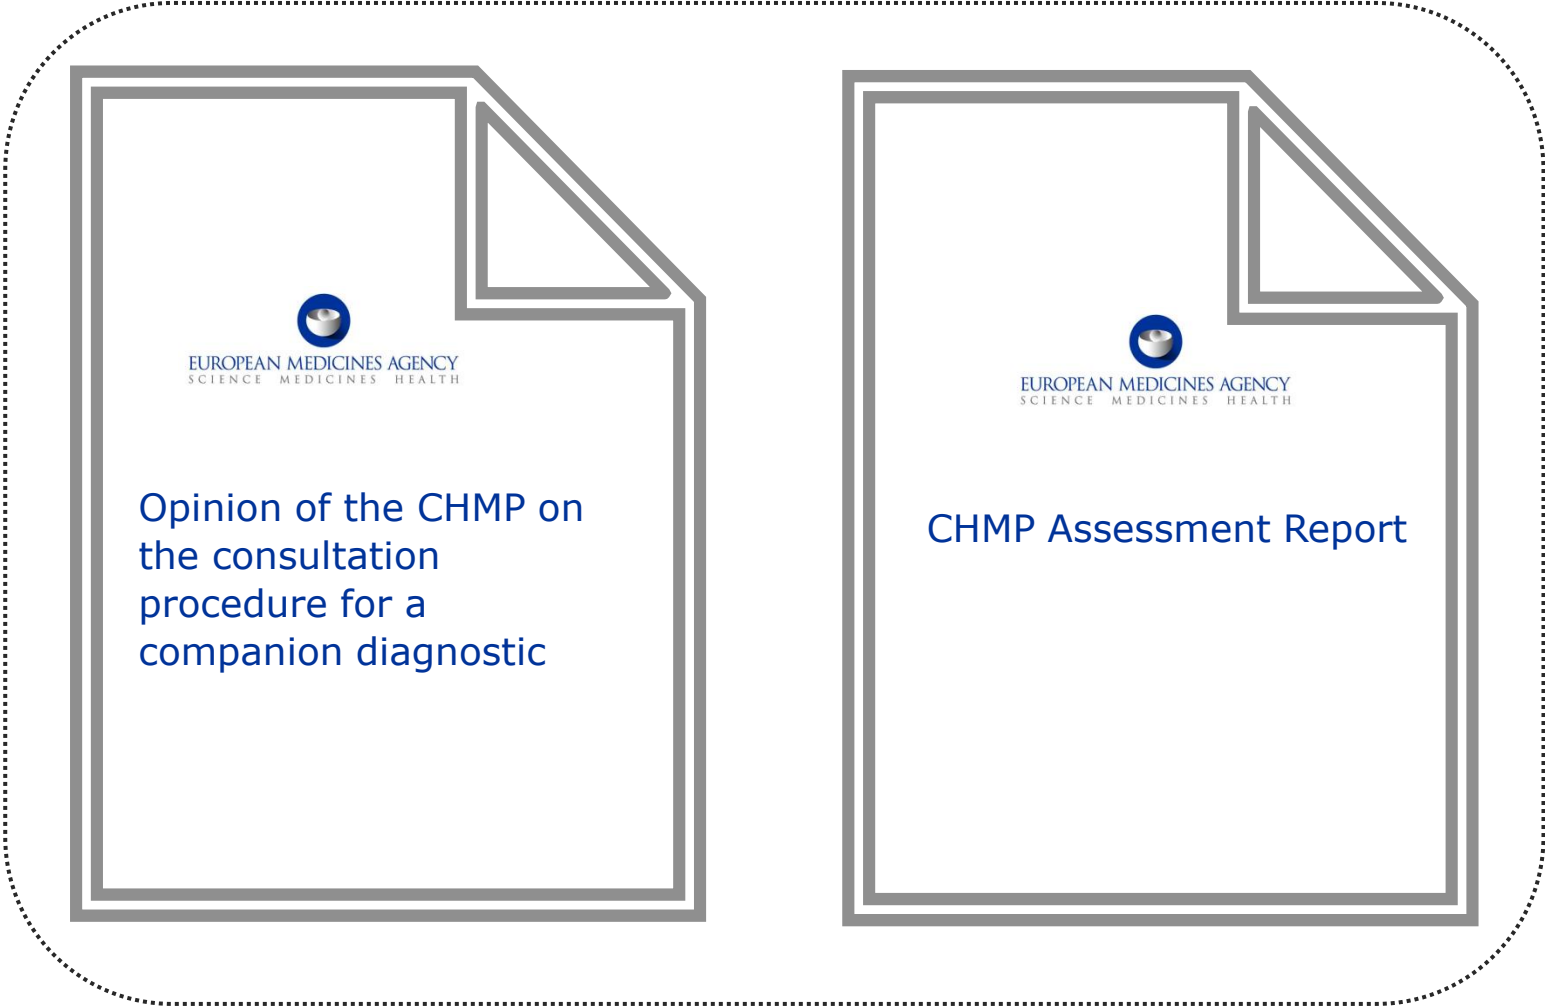 EUROPEAN MEDICINES AGENCY
SCIENCE MEDICINES HEALTH
Opinion of the CHMP on
the consultation
procedure for a
companion diagnostic
EUROPEAN MEDICINES AGENCY
SCIENCE MEDICINES HEALTH
CHMP Assessment Report